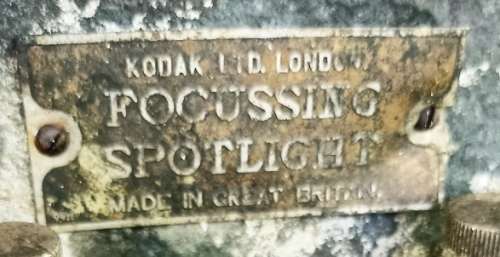 KODAK LTD. LONDON
FOCUSSING
SPOTLIGHT
MADE IN GREAT BRITAIN